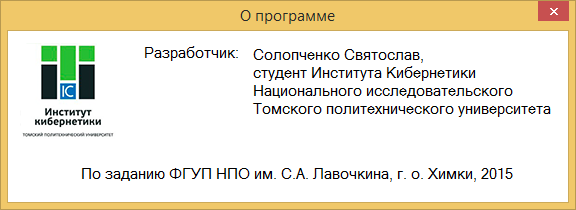 О программе
IC
Институт
кибернетики
ТОМСКИЙ ПОЛИТЕХНИЧЕСКИЙ УНИВЕРСИТЕТ
Разработчик:
Солопченко Святослав,
студент Института Кибернетики
Национального исследовательского
Томского политехнического университета
По заданию ФГУП НПО им. С.А. Лавочкина, г. о. Химки, 2015